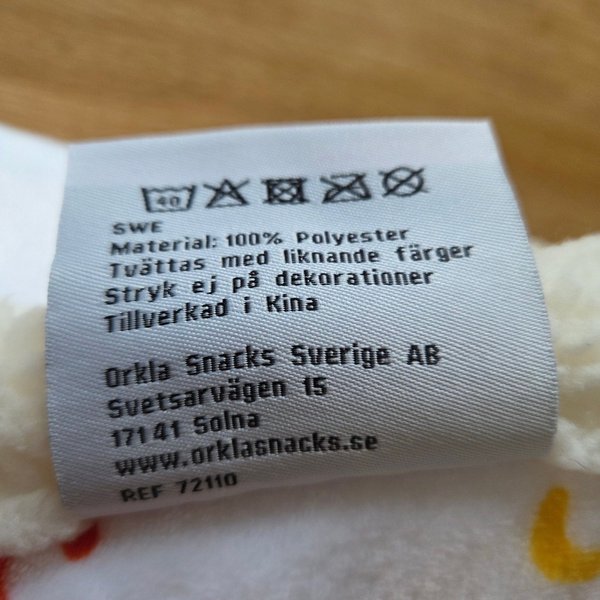 40
SWE
Material: 100% Polyester
Tvättas med liknande färger
Stryk ej på dekorationer
Tillverkad i Kina
Orkla Snacks Sverige AB
Svetsarvägen 15
171 41 Solna
www.orklasnacks.se
REF 72110